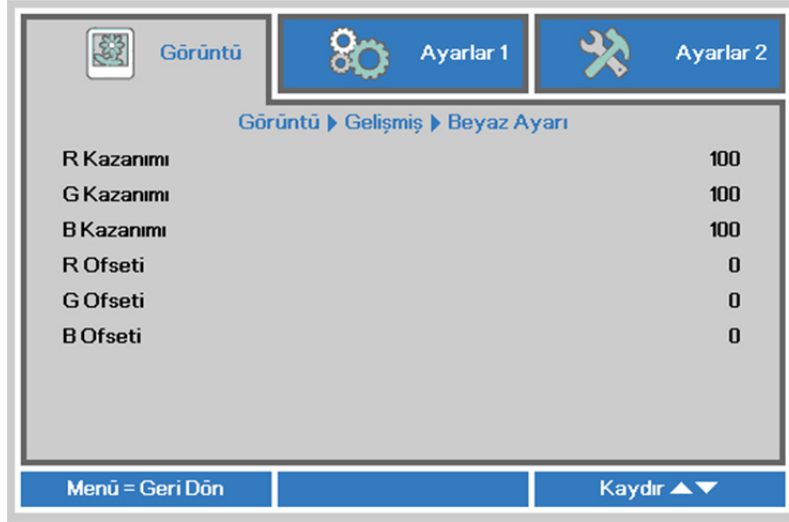 Görüntü Ayarlar 1 Ayarlar 2
Görüntü Gelişmiş Beyaz Ayarı
R Kazanımı 100
G Kazanımı 100
B Kazanımı 100
R Ofseti 0
G Ofseti 0
B Ofseti 0
Menü = Geri Dön Kaydır